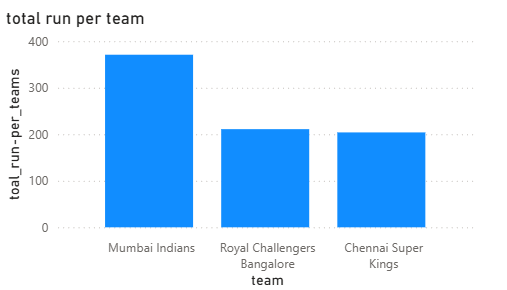 total run per team
toal_run-per_teams
400
300
200
100
0
Mumbai Indians
Royal Challengers
Bangalore
Chennai Super
Kings
team